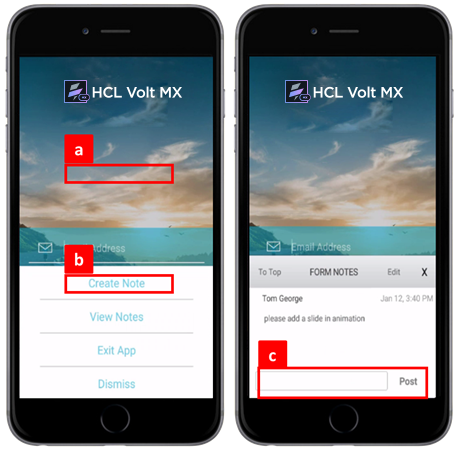 HCL Volt MX
a
Address
b
Create Note
View Notes
Exit App
Dismiss
HCL Volt MX
Email Address
To Top FORM NOTES Edit X
Tom George Jan 12, 3:40 PM
please add a slide in animation
c
Post